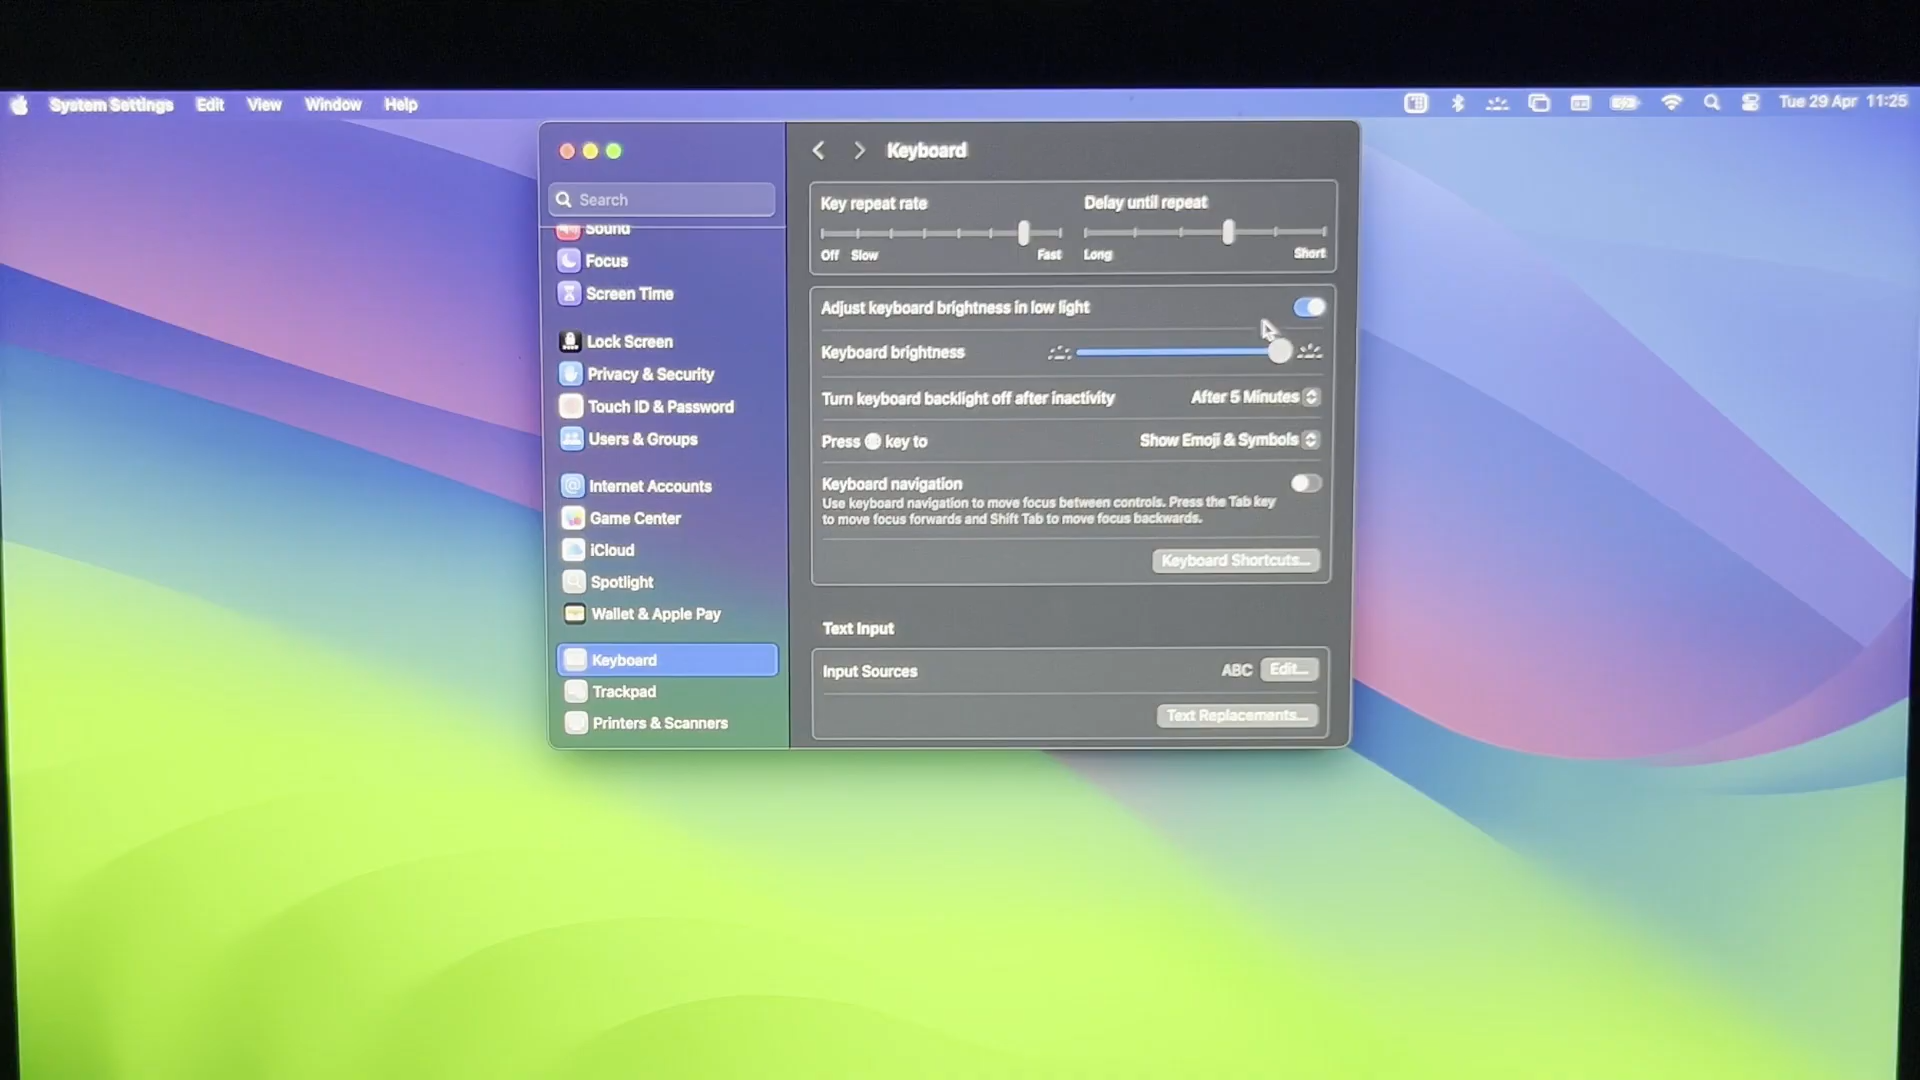 System Settings Edit View Window Help
Tue 29 Apr 11:25
Search
Sound
Focus
Screen Time
Lock Screen
Privacy & Security
Touch ID & Password
Users & Groups
Internet Accounts
Game Center
iCloud
Spotlight
Wallet & Apple Pay
Keyboard
Trackpad
Printers & Scanners
Keyboard
Key repeat rate
Off Slow Fast
Delay until repeat
Long Short
Adjust keyboard brightness in low light
Keyboard brightness
Turn keyboard backlight off after inactivity After 5 Minutes
Press key to Show Emoji & Symbols
Keyboard navigation
Use keyboard navigation to move focus between controls. Press the Tab key
to move focus forwards and Shift Tab to move focus backwards.
Keyboard Shortcuts...
Text Input
Input Sources ABC Edit...
Text Replacements...